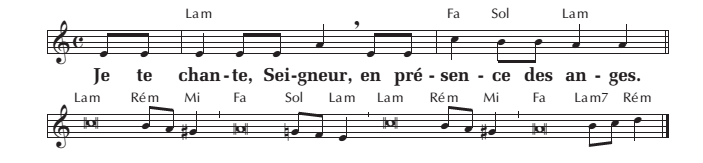 Lam Fa Sol Lam
Je te chan - te, Sei - gneur, en pré - sen - ce des an - ges.
Lam Rém Mi Fa Sol Lam Lam Rém Mi Fa Lam7 Rém